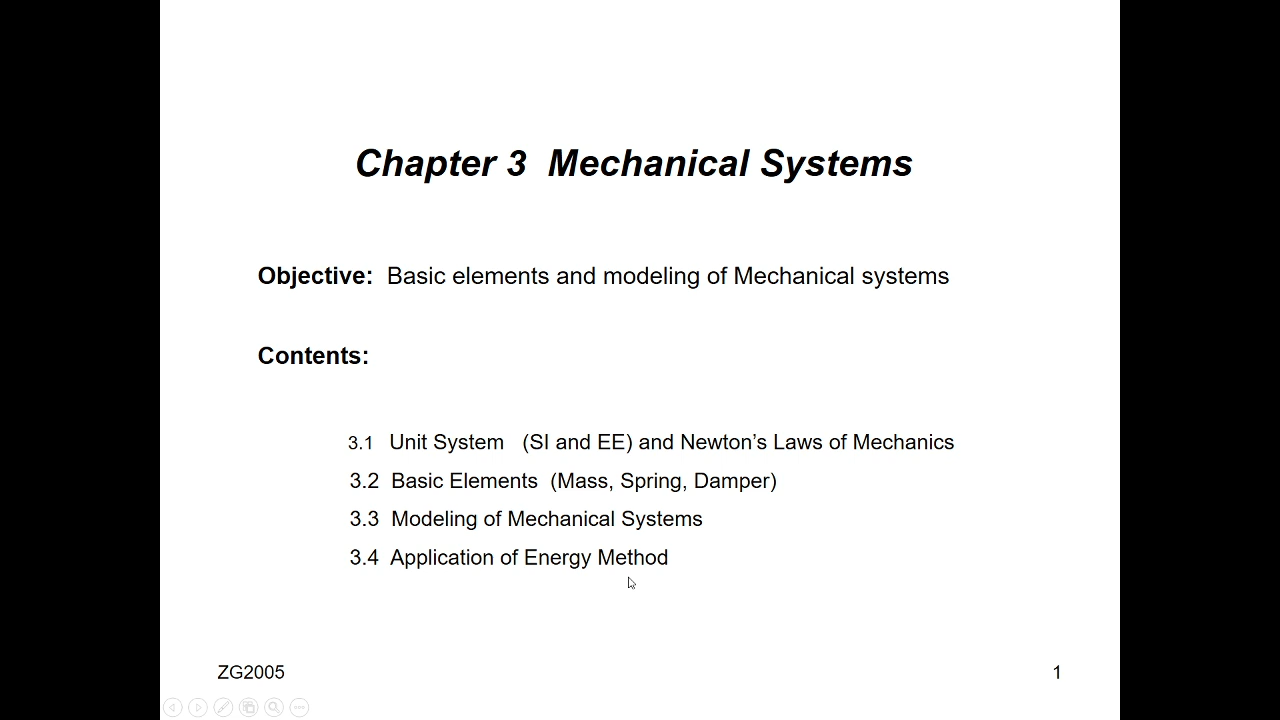 Chapter 3  Mechanical Systems
Objective:  Basic elements and modeling of Mechanical systems
Contents:
3.1  Unit System  (SI and EE) and Newton’s Laws of Mechanics
3.2  Basic Elements  (Mass, Spring, Damper)
3.3  Modeling of Mechanical Systems
3.4  Application of Energy Method
ZG2005
1